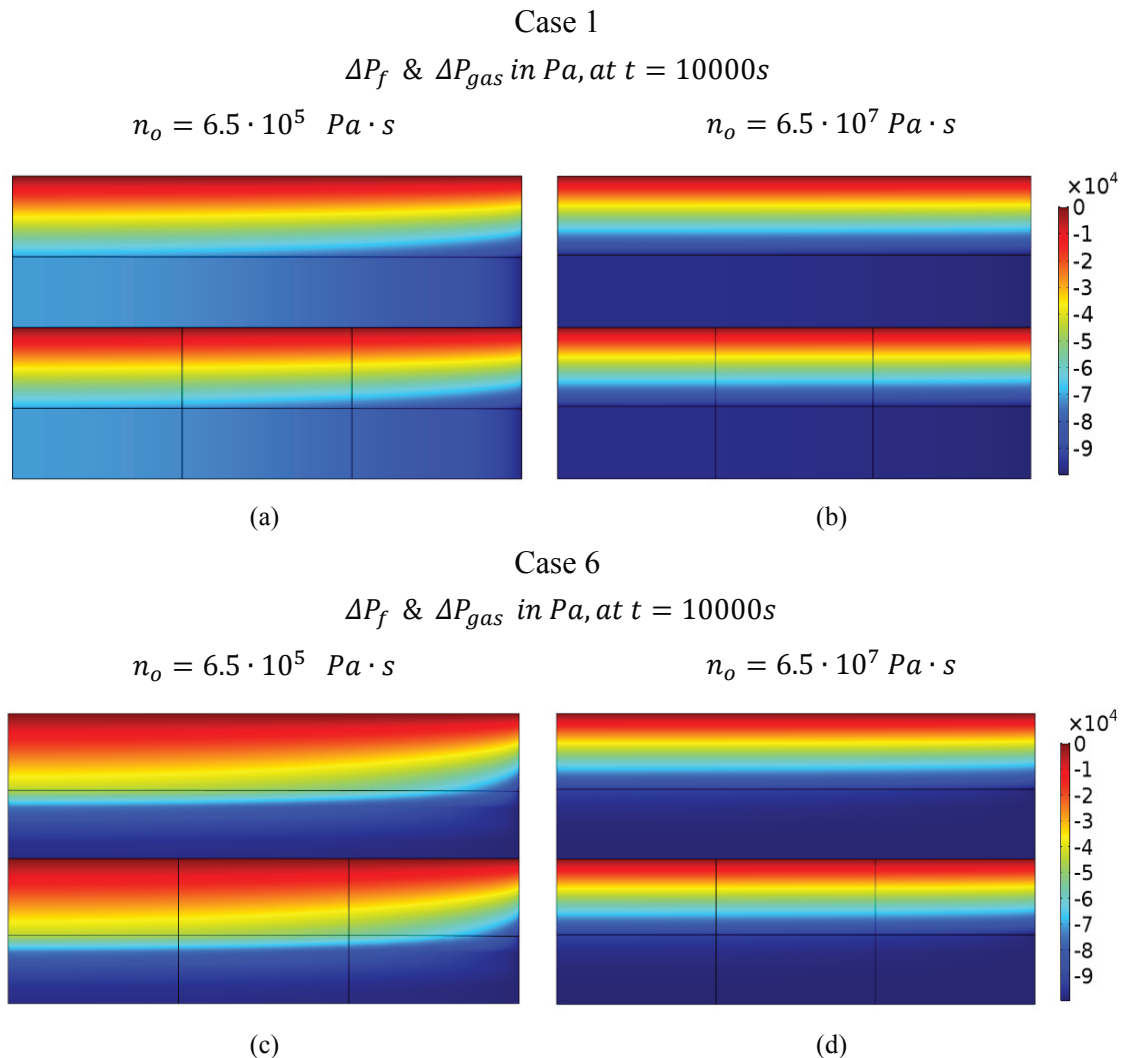 Case 1
ΔP_f & ΔP_gas in Pa, at t = 10000s
n_o = 6.5 · 10^5 Pa · s
n_o = 6.5 · 10^7 Pa · s
×10^4
0
-1
-2
-3
-4
-5
-6
-7
-8
-9
(a)
(b)
Case 6
ΔP_f & ΔP_gas in Pa, at t = 10000s
n_o = 6.5 · 10^5 Pa · s
n_o = 6.5 · 10^7 Pa · s
×10^4
0
-1
-2
-3
-4
-5
-6
-7
-8
-9
(c)
(d)